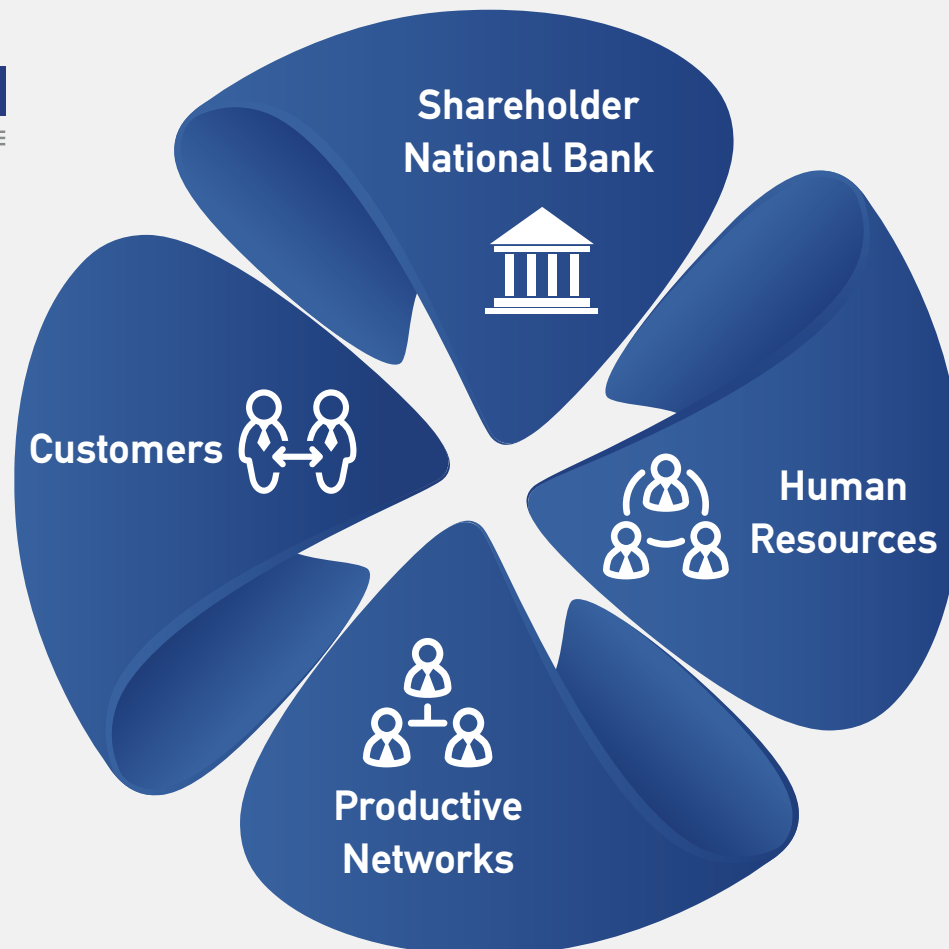 Shareholder
National Bank
Customers
Human
Resources
Productive
Networks